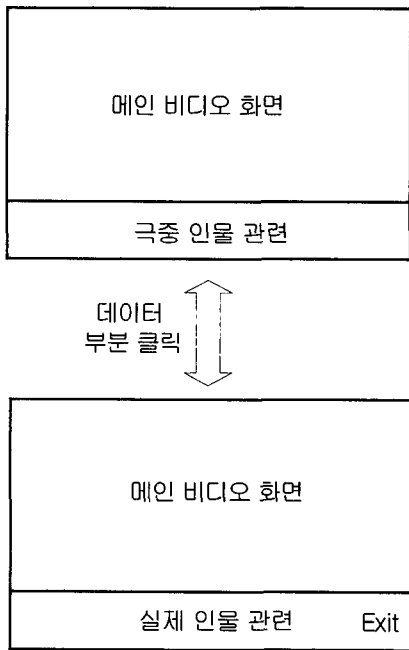 메인 비디오 화면
극중 인물 관련
데이터
부분 클릭
메인 비디오 화면
실제 인물 관련 Exit